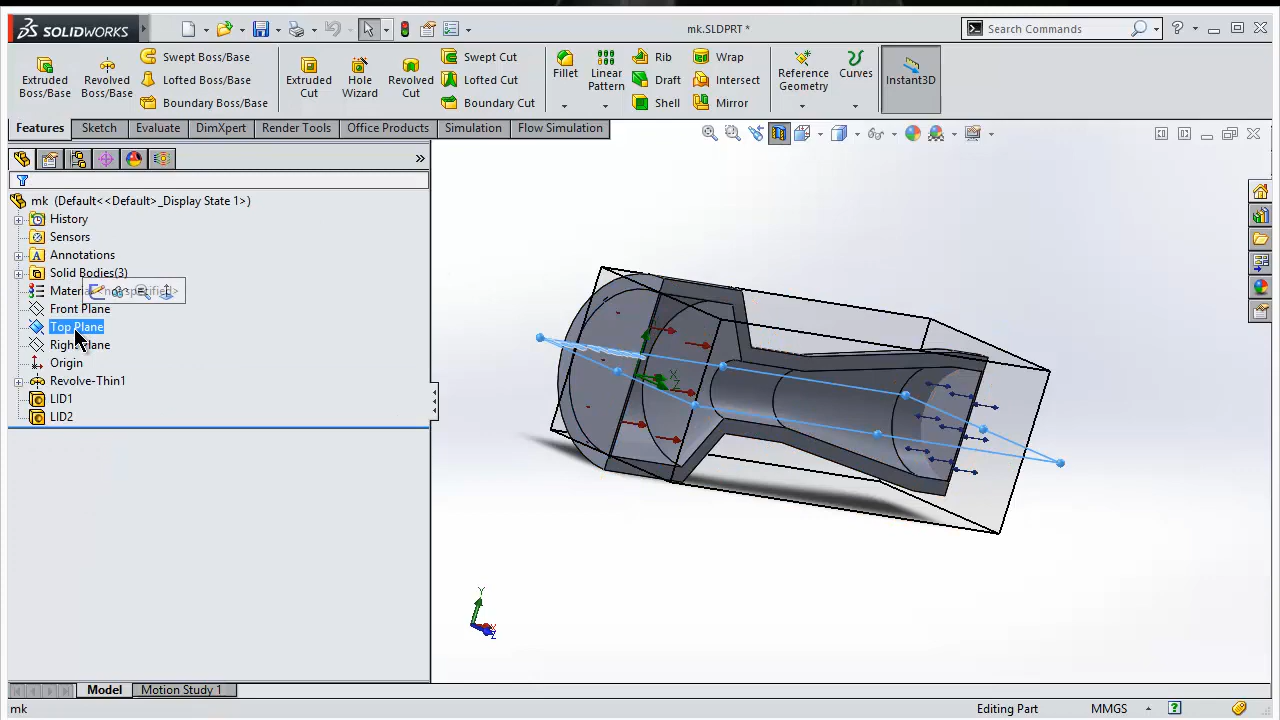 SOLIDWORKS
mk.SLDPRT *
Search Commands
Extruded Boss/Base
Revolved Boss/Base
Swept Boss/Base
Lofted Boss/Base
Boundary Boss/Base
Extruded Cut
Hole Wizard
Revolved Cut
Swept Cut
Lofted Cut
Boundary Cut
Fillet
Linear Pattern
Rib
Draft
Shell
Wrap
Intersect
Mirror
Reference Geometry
Curves
Instant3D
Features
Sketch
Evaluate
DimXpert
Render Tools
Office Products
Simulation
Flow Simulation
mk (Default<<Default>_Display State 1>)
History
Sensors
Annotations
Solid Bodies(3)
Material <not specified>
Front Plane
Top Plane
Right Plane
Origin
Revolve-Thin1
LID1
LID2
Y
X
Z
Y
X
Z
Model
Motion Study 1
mk
Editing Part
MMGS